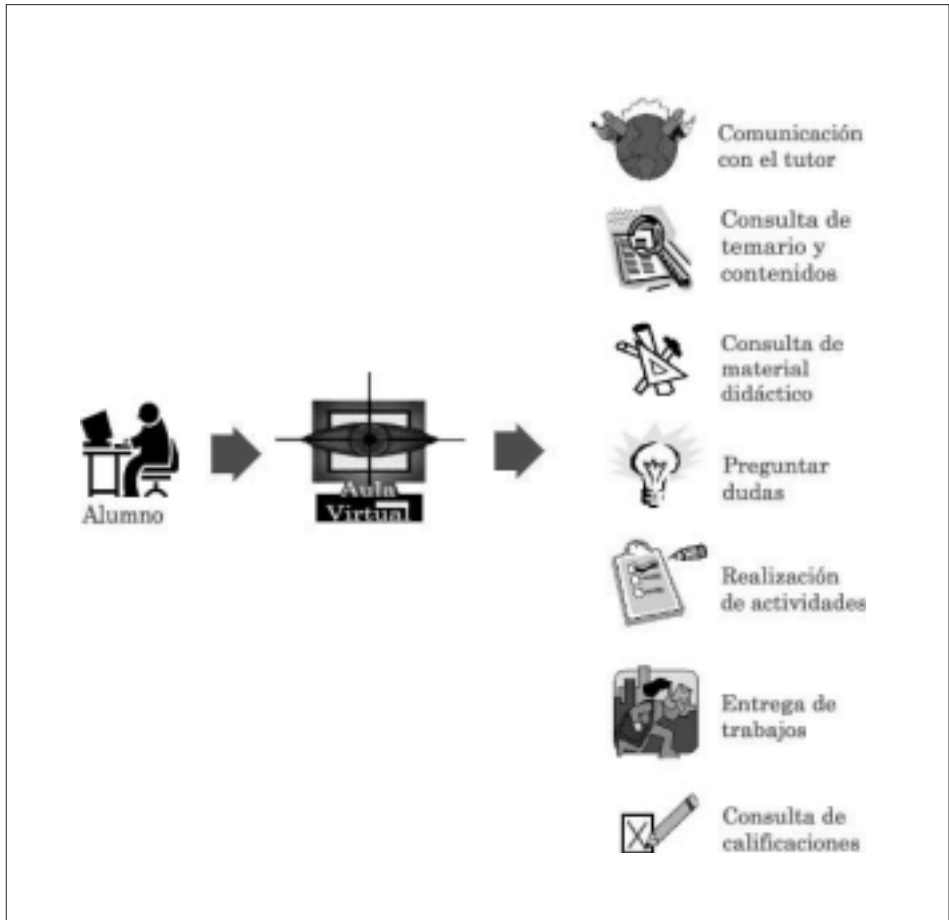 Comunicación
con el tutor
Consulta de
temario y
contenidos
Consulta de
material
didáctico
Alumno
Aula
Virtual
Preguntar
dudas
Realización
de actividades
Entrega de
trabajos
Consulta de
calificaciones